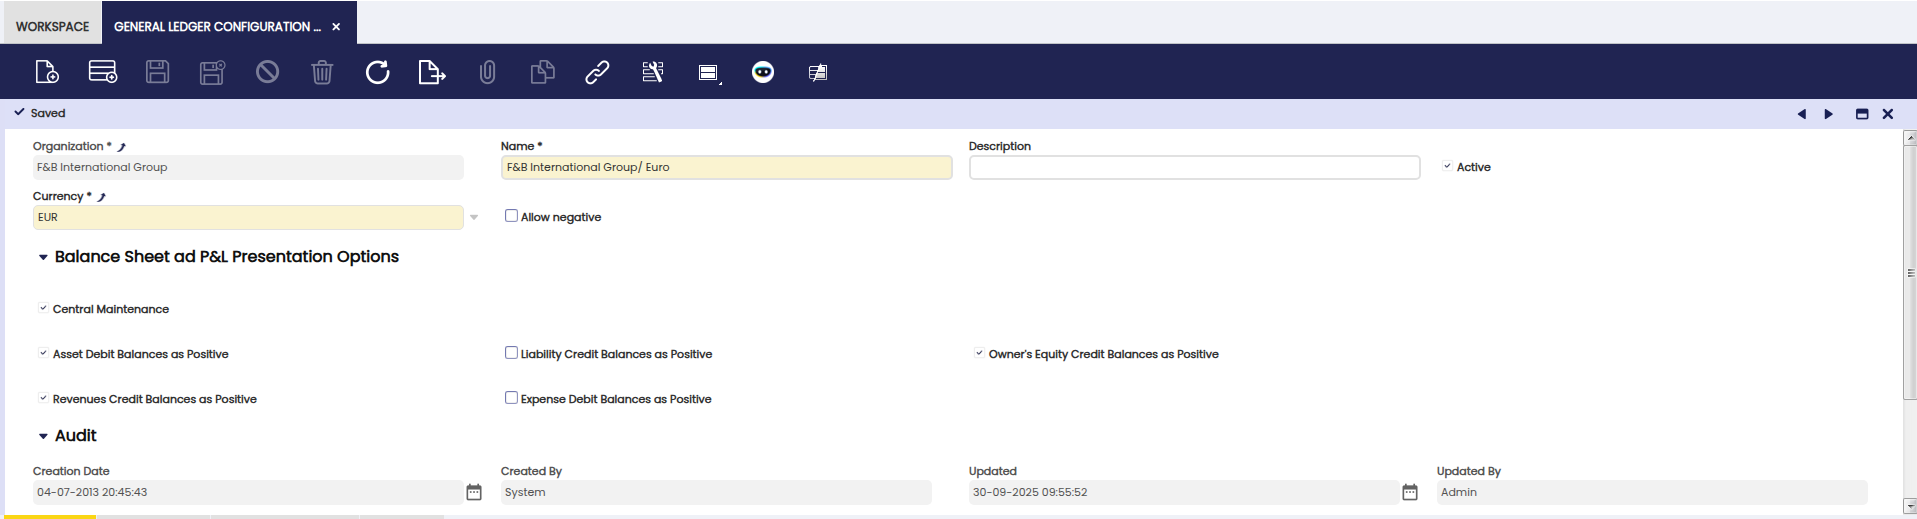 WORKSPACE
GENERAL LEDGER CONFIGURATION ...
Saved
Organization *
F&B International Group
Name *
F&B International Group/ Euro
Description
Active
Currency *
EUR
Allow negative
Balance Sheet ad P&L Presentation Options
Central Maintenance
Asset Debit Balances as Positive
Liability Credit Balances as Positive
Owner's Equity Credit Balances as Positive
Revenues Credit Balances as Positive
Expense Debit Balances as Positive
Audit
Creation Date
04-07-2013 20:45:43
Created By
System
Updated
30-09-2025 09:55:52
Updated By
Admin